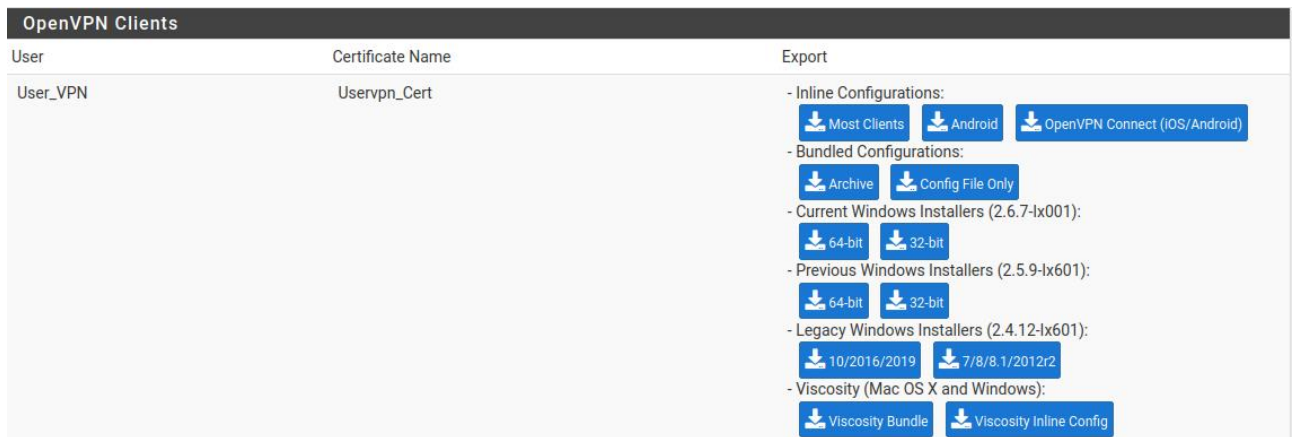 OpenVPN Clients
User Certificate Name Export
User_VPN Uservpn_Cert - Inline Configurations:
Most Clients Android OpenVPN Connect (iOS/Android)
- Bundled Configurations:
Archive Config File Only
- Current Windows Installers (2.6.7-Ix001):
64-bit 32-bit
- Previous Windows Installers (2.5.9-Ix601):
64-bit 32-bit
- Legacy Windows Installers (2.4.12-Ix601):
10/2016/2019 7/8/8.1/2012r2
- Viscosity (Mac OS X and Windows):
Viscosity Bundle Viscosity Inline Config